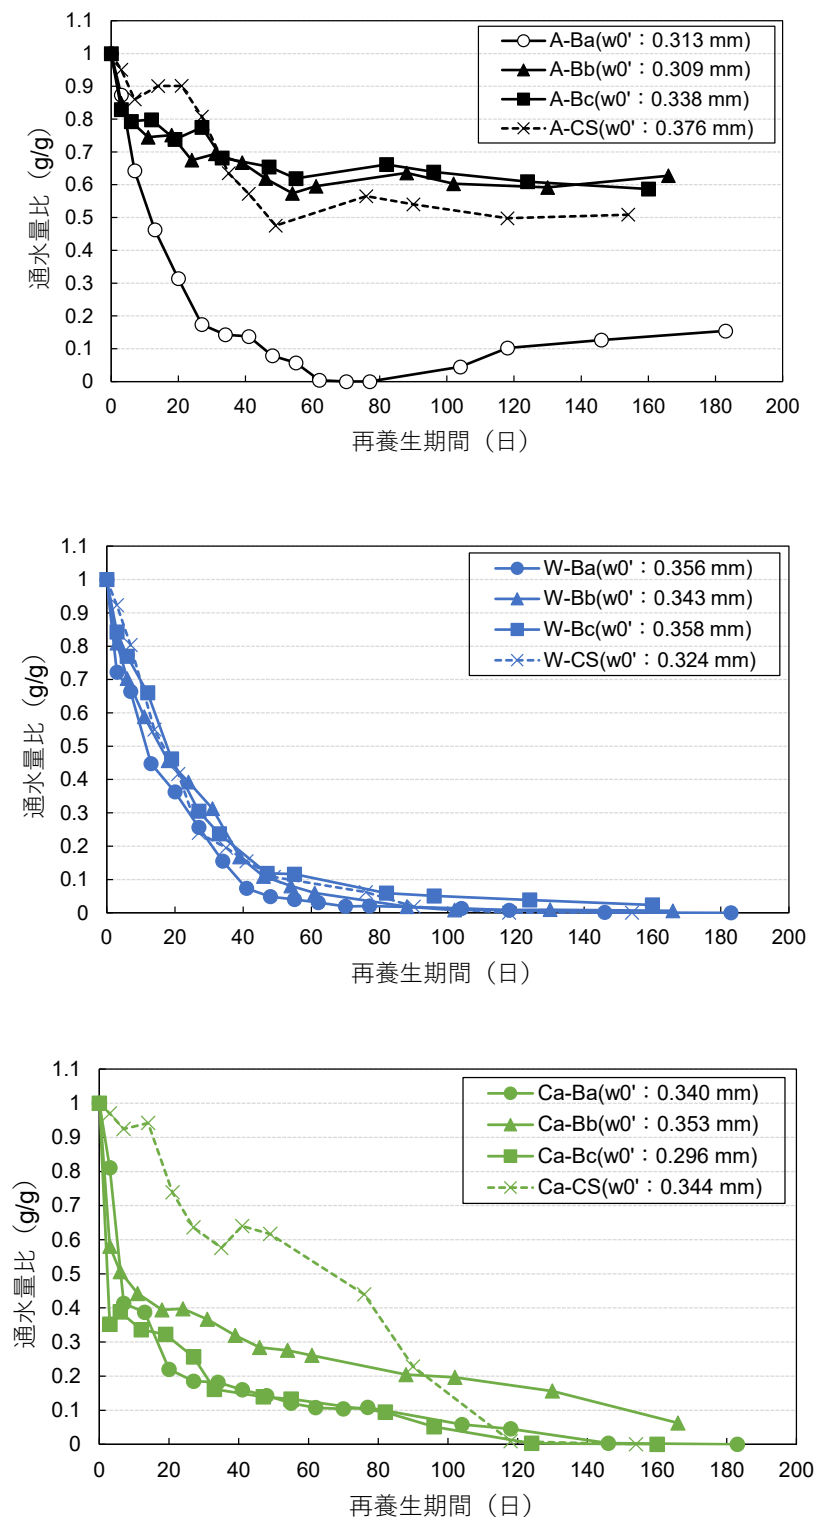 1.1
1
0.9
0.8
0.7
0.6
0.5
0.4
0.3
0.2
0.1
0
通水量比（g/g）
A-Ba(w0'：0.313 mm)
A-Bb(w0'：0.309 mm)
A-Bc(w0'：0.338 mm)
A-CS(w0'：0.376 mm)
0 20 40 60 80 100 120 140 160 180 200
再養生期間（日）
1.1
1
0.9
0.8
0.7
0.6
0.5
0.4
0.3
0.2
0.1
0
通水量比（g/g）
W-Ba(w0'：0.356 mm)
W-Bb(w0'：0.343 mm)
W-Bc(w0'：0.358 mm)
W-CS(w0'：0.324 mm)
0 20 40 60 80 100 120 140 160 180 200
再養生期間（日）
1.1
1
0.9
0.8
0.7
0.6
0.5
0.4
0.3
0.2
0.1
0
通水量比（g/g）
Ca-Ba(w0'：0.340 mm)
Ca-Bb(w0'：0.353 mm)
Ca-Bc(w0'：0.296 mm)
Ca-CS(w0'：0.344 mm)
0 20 40 60 80 100 120 140 160 180 200
再養生期間（日）